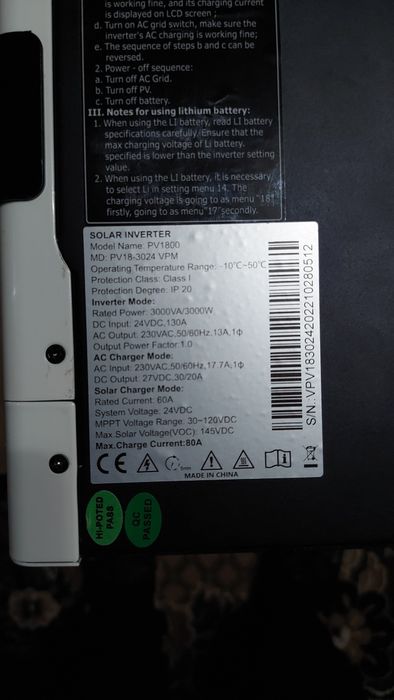 is working fine, and its charging current
is displayed on LCD screen ;
d. Turn on AC grid switch, make sure the
inverter's AC charging is working fine;
e. The sequence of steps b and c can be
reversed.
2. Power - off sequence:
a. Turn off AC Grid.
b. Turn off PV.
c. Turn off battery.
III. Notes for using lithium battery:
1. When using the LI battery, read LI battery
specifications carefully. Ensure that the
max charging voltage of Li battery.
specified is lower than the inverter setting
value.
2. When using the LI battery, it is necessary
to select Li in setting menu 14. The
charging voltage is going to as menu "18"
firstly, going to as menu"17"secondly.
SOLAR INVERTER
Model Name: PV1800
MD: PV18-3024 VPM
Operating Temperature Range: -10°C~50°C
Protection Class: Class I
Protection Degree: IP 20
Inverter Mode:
Rated Power: 3000VA/3000W
DC Input: 24VDC,130A
AC Output: 230VAC,50/60Hz,13A,1ф
Output Power Factor:1.0
AC Charger Mode:
AC Input: 230VAC,50/60Hz,17.7A,1ф
DC Output: 27VDC,30/20A
Solar Charger Mode:
Rated Current: 60A
System Voltage: 24VDC
MPPT Voltage Range: 30~120VDC
Max.Solar Voltage(VOC): 145VDC
Max.Charge Current:80A
CE
MADE IN CHINA
S/N:VPV183024202210280512
HI-POTED
PASS
QC
PASSED